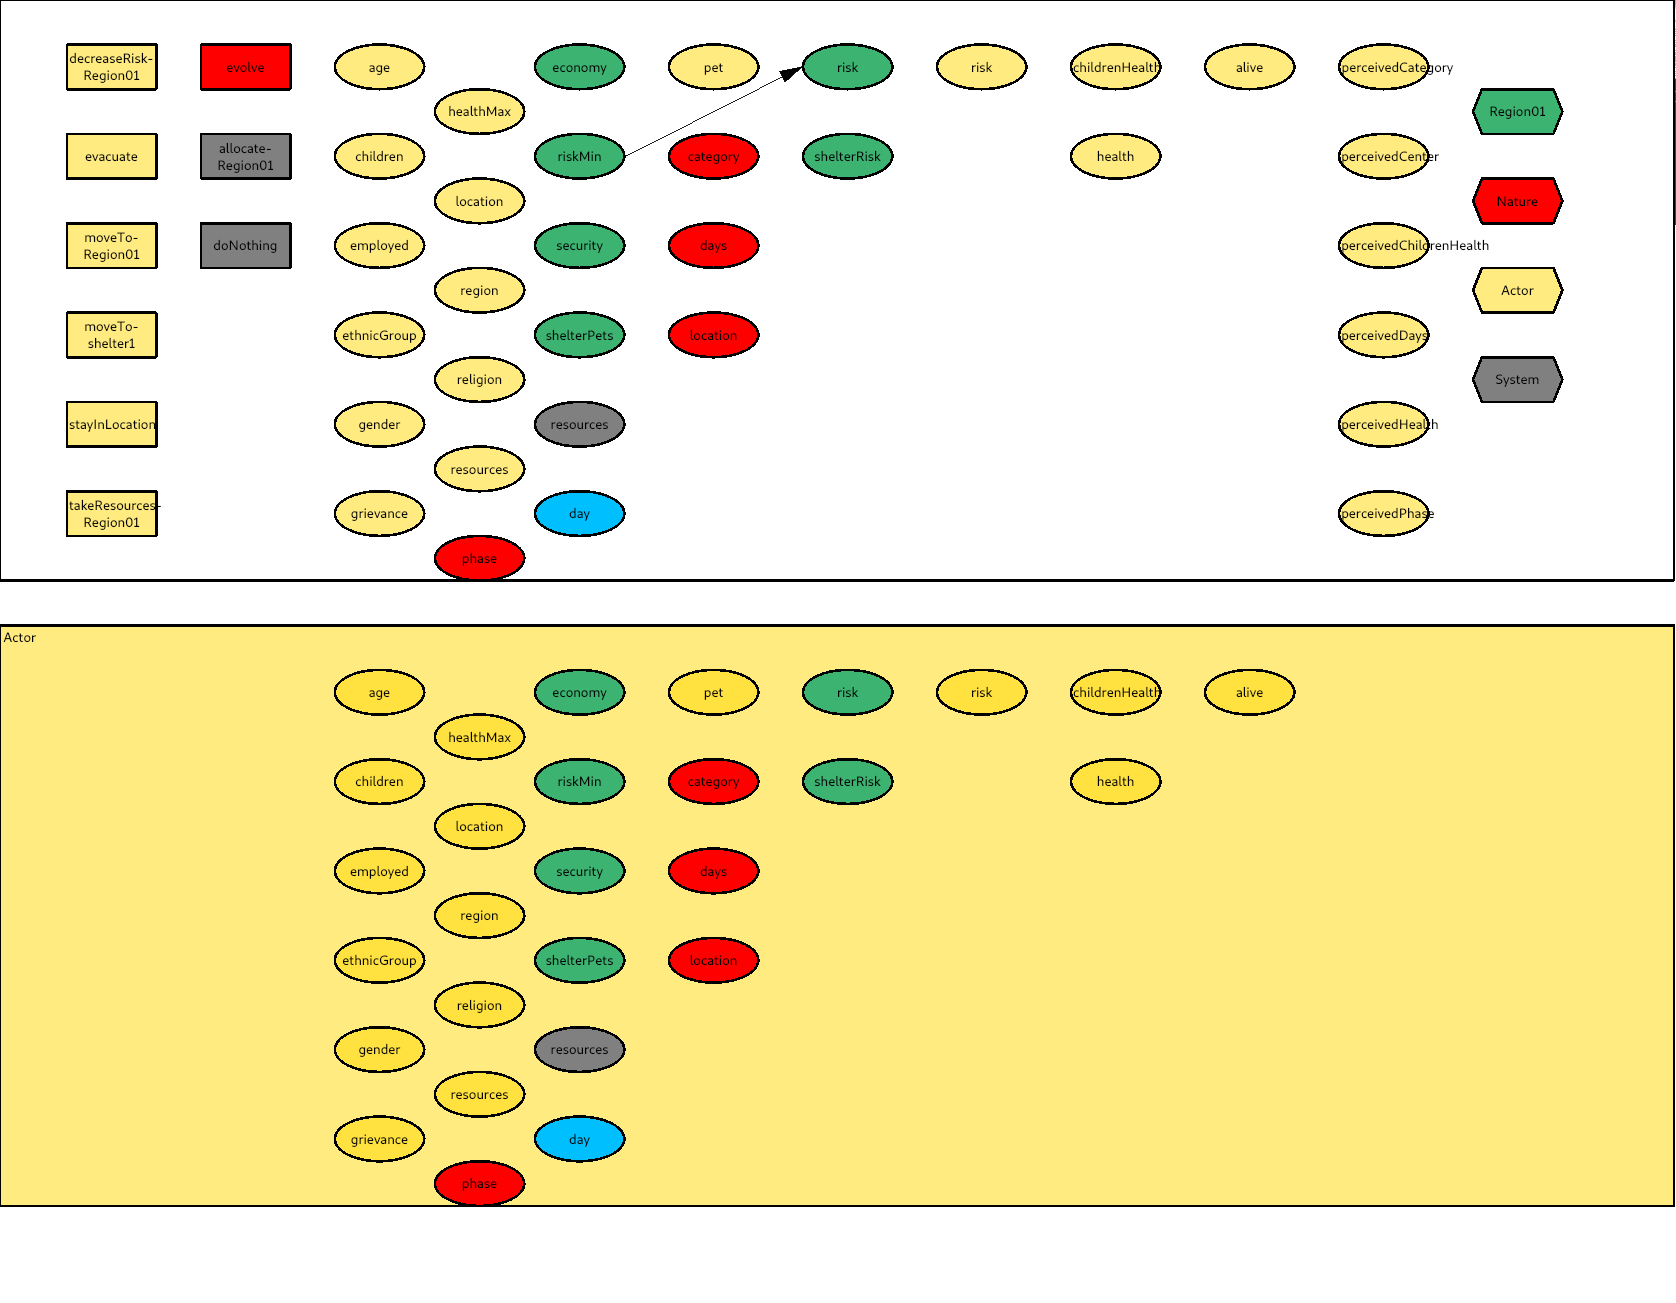 decreaseRisk-
Region01
evolve
age
economy
pet
risk
risk
childrenHealth
alive
perceivedCategory
healthMax
Region01
evacuate
allocate-
Region01
children
riskMin
category
shelterRisk
health
perceivedCenter
location
Nature
moveTo-
Region01
doNothing
employed
security
days
perceivedChildrenHealth
region
Actor
moveTo-
shelter1
ethnicGroup
shelterPets
location
perceivedDays
religion
System
stayInLocation
gender
resources
perceivedHealth
resources
takeResources-
Region01
grievance
day
perceivedPhase
phase
Actor
age
economy
pet
risk
risk
childrenHealth
alive
healthMax
children
riskMin
category
shelterRisk
health
location
employed
security
days
region
ethnicGroup
shelterPets
location
religion
gender
resources
resources
grievance
day
phase